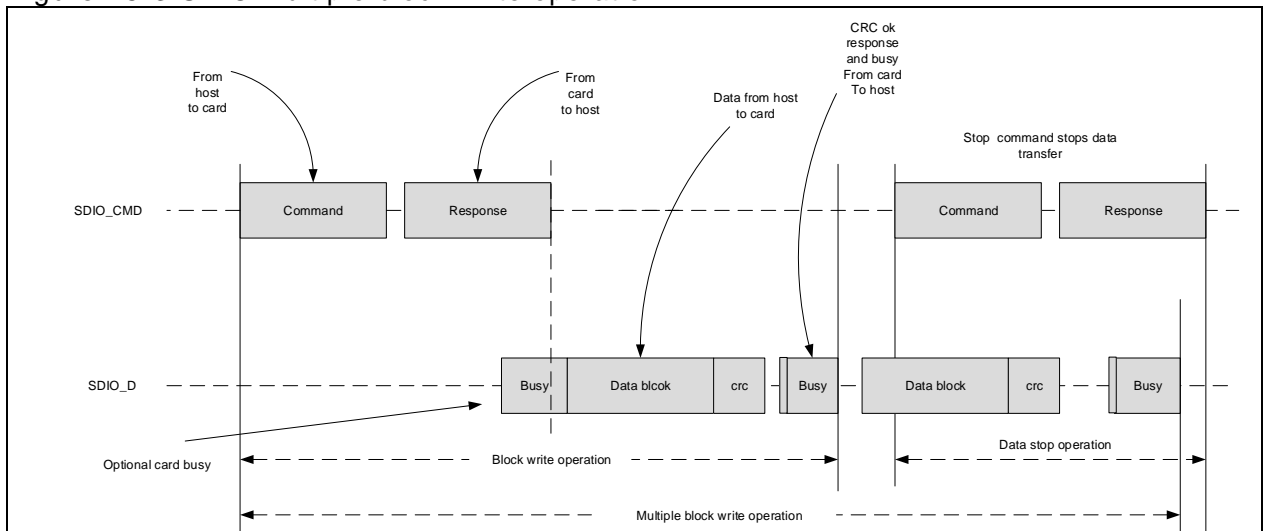 CRC ok
response
and busy
From card
To host
From
host
to card
From
card
to host
Data from host
to card
Stop command stops data
transfer
SDIO_CMD
Command
Response
Command
Response
SDIO_D
Busy
Data blcok
crc
Busy
Data block
crc
Busy
Optional card busy
Block write operation
Data stop operation
Multiple block write operation